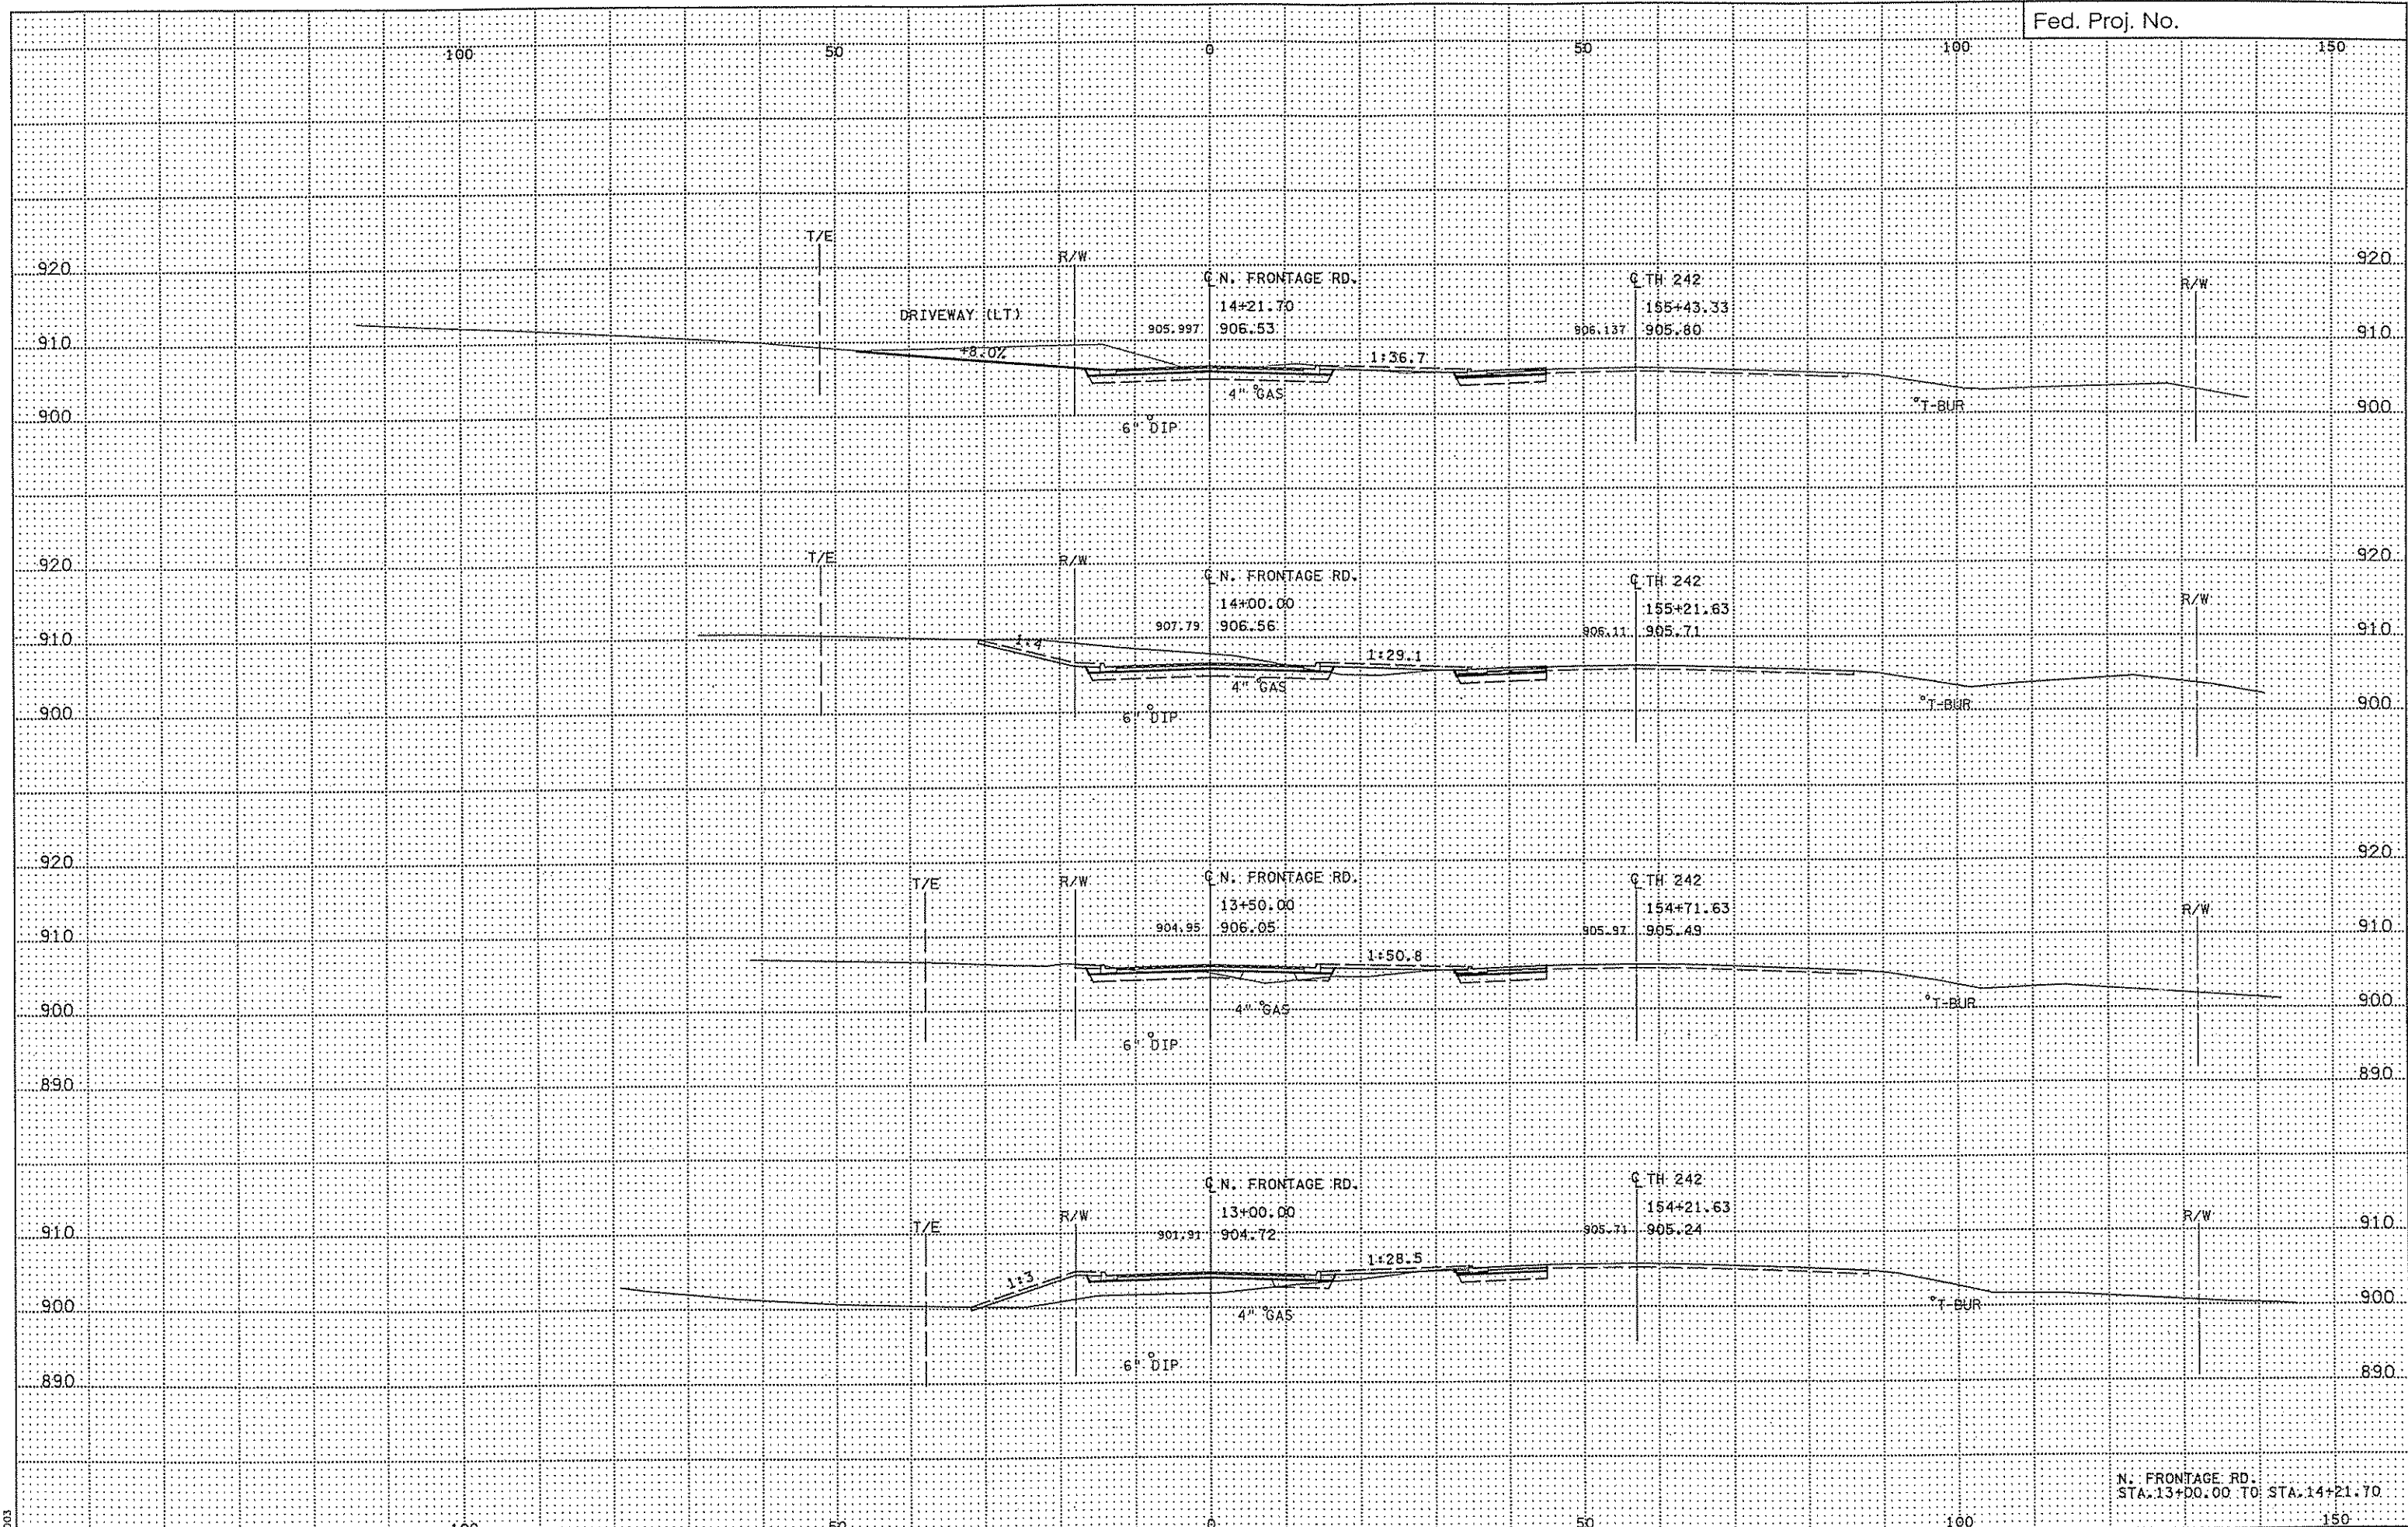 Fed. Proj. No.
100 50 0 50 100 150
T/E
R/W
920 920
℄ N. FRONTAGE RD. ℄ TH 242
R/W
14+21.70 155+43.33
DRIVEWAY (LT)
905.997 906.53 906.137 905.80
910 +8.0% 1:36.7 910
4" GAS
°T-BUR
900 900
6" DIP
T/E R/W
920 920
℄ N. FRONTAGE RD. ℄ TH 242
R/W
14+00.00 155+21.63
907.79 906.56 906.11 905.71
910 1:4 1:29.1 910
4" GAS
°T-BUR
900 6" DIP 900
920 920
T/E R/W ℄ N. FRONTAGE RD. ℄ TH 242
13+50.00 154+71.63
R/W
904.95 906.05 905.97 905.49
910 910
1:50.8
°T-BUR
900 4" GAS 900
6" DIP
890 890
℄ N. FRONTAGE RD. ℄ TH 242
13+00.00 154+21.63
T/E R/W R/W
910 901.91 904.72 905.71 905.24 910
1:3 1:28.5
900 4" GAS °T-BUR 900
6" DIP
890 890
N. FRONTAGE RD.
STA.13+00.00 TO STA.14+21.70
100 50 0 50 100 150
003